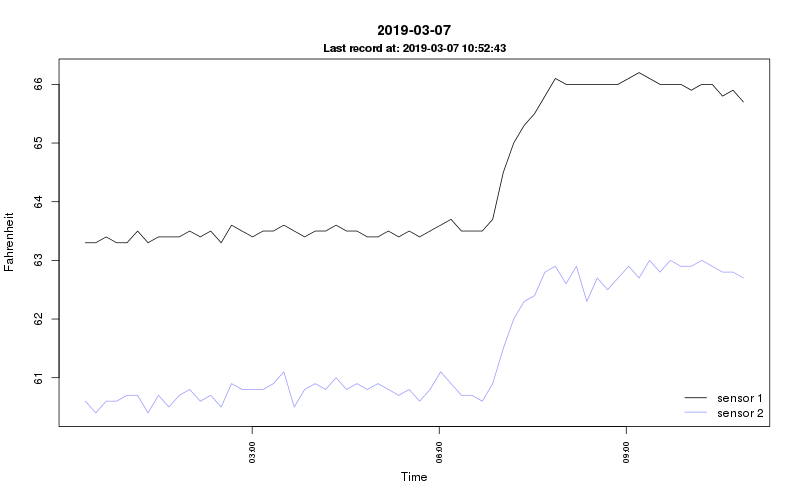 2019-03-07
Last record at: 2019-03-07 10:52:43
66
65
64
63
62
61
Fahrenheit
sensor 1
sensor 2
03:00
06:00
09:00
Time